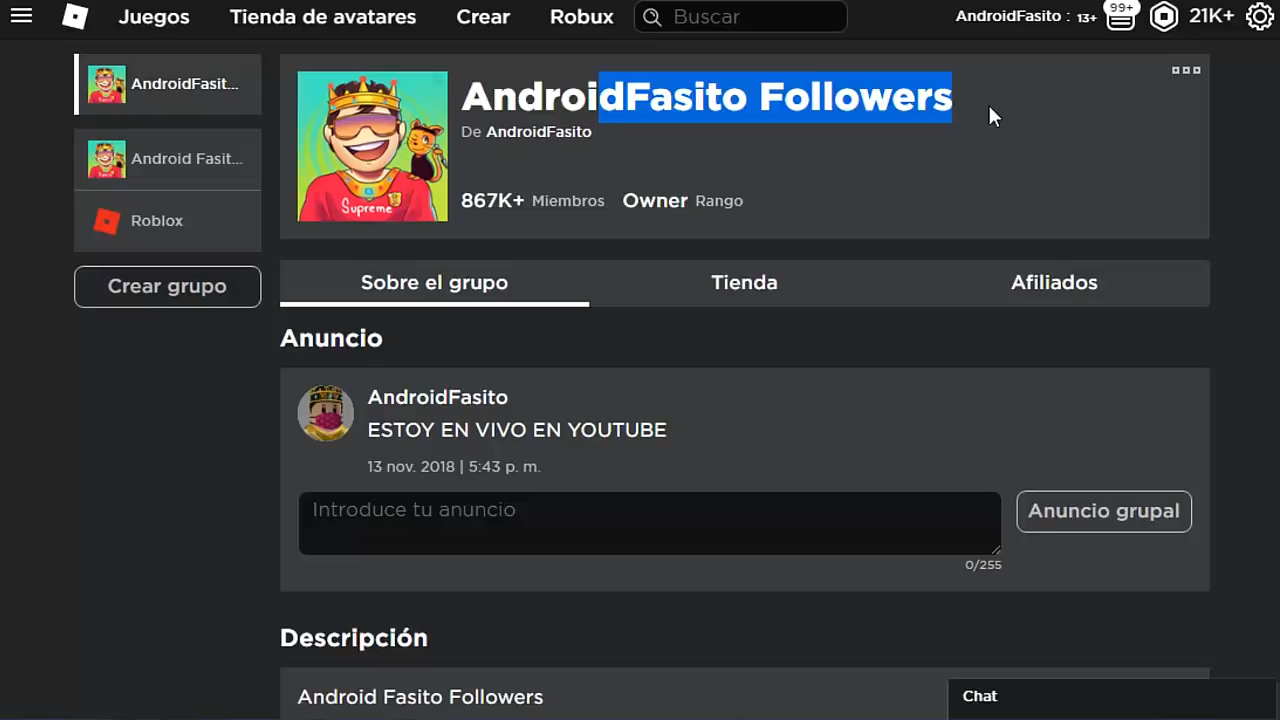 Juegos Tienda de avatares Crear Robux Buscar AndroidFasito : 13+ 99+ 21K+
AndroidFasit...
Android Fasit...
Roblox
Crear grupo
AndroidFasito Followers
De AndroidFasito
867K+ Miembros Owner Rango
Supreme
Sobre el grupo Tienda Afiliados
Anuncio
AndroidFasito
ESTOY EN VIVO EN YOUTUBE
13 nov. 2018 | 5:43 p. m.
Introduce tu anuncio
Anuncio grupal
0/255
Descripción
Android Fasito Followers
Chat